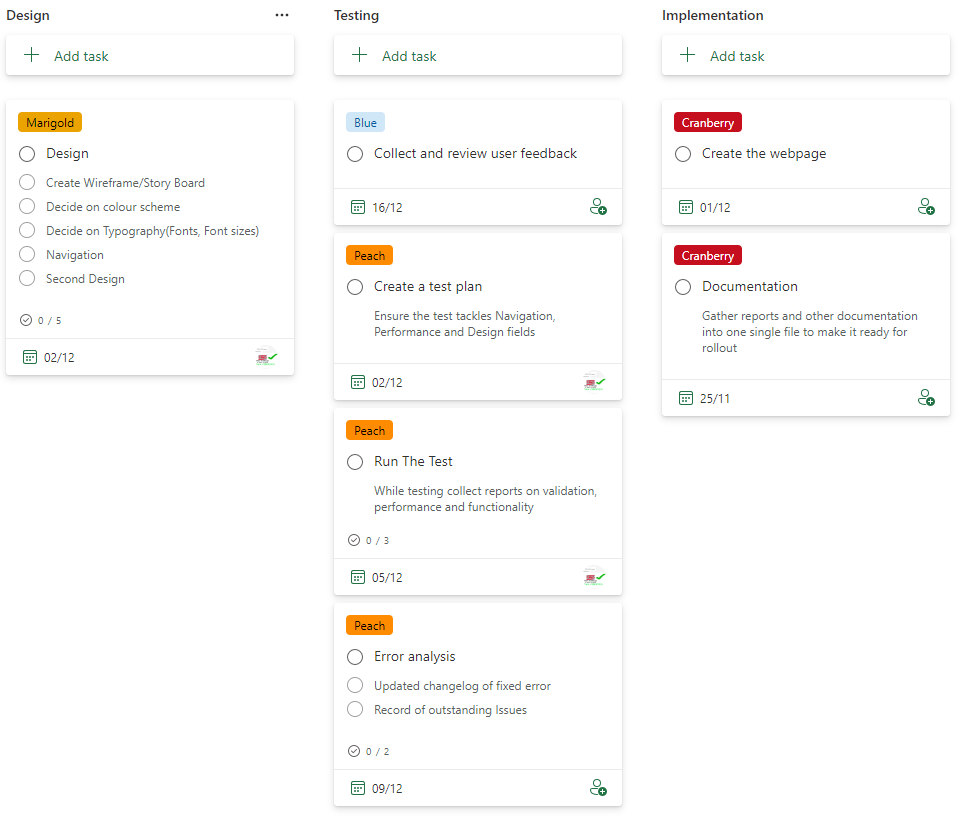 Design
Add task
Marigold
Design
Create Wireframe/Story Board
Decide on colour scheme
Decide on Typography(Fonts, Font sizes)
Navigation
Second Design
0 / 5
02/12
Testing
Add task
Blue
Collect and review user feedback
16/12
Peach
Create a test plan
Ensure the test tackles Navigation,
Performance and Design fields
02/12
Peach
Run The Test
While testing collect reports on validation,
performance and functionality
0 / 3
05/12
Peach
Error analysis
Updated changelog of fixed error
Record of outstanding Issues
0 / 2
09/12
Implementation
Add task
Cranberry
Create the webpage
01/12
Cranberry
Documentation
Gather reports and other documentation
into one single file to make it ready for
rollout
25/11